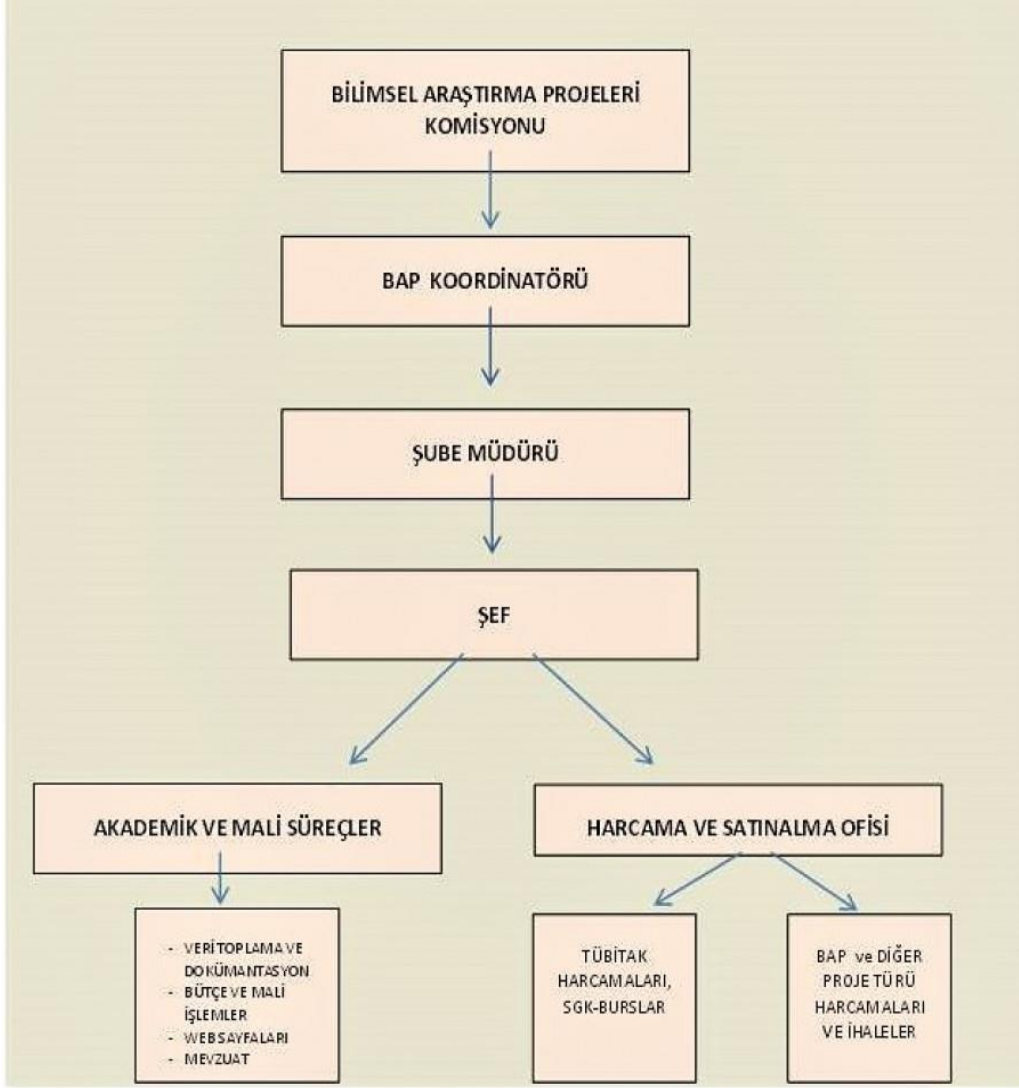 BİLİMSEL ARAŞTIRMA PROJELERİ
KOMİSYONU
BAP KOORDİNATÖRÜ
ŞUBE MÜDÜRÜ
ŞEF
AKADEMİK VE MALİ SÜREÇLER
HARCAMA VE SATINALMA OFİSİ
- VERİ TOPLAMA VE
DOKÜMANTASYON
- BÜTÇE VE MALİ
İŞLEMLER
- WEB SAYFALARI
- MEVZUAT
TÜBİTAK
HARCAMALARI,
SGK-BURSLAR
BAP ve DİĞER
PROJE TÜRÜ
HARCAMALARI
VE İHALELER